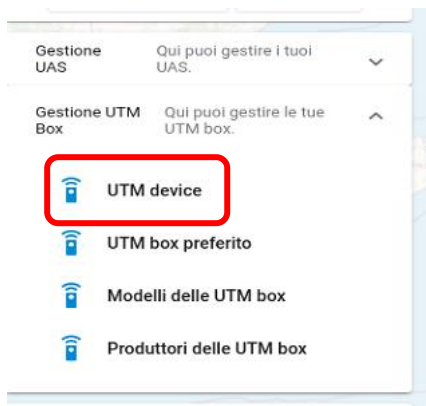 Gestione UAS
Qui puoi gestire i tuoi UAS.
Gestione UTM Box
Qui puoi gestire le tue UTM box.
UTM device
UTM box preferito
Modelli delle UTM box
Produttori delle UTM box